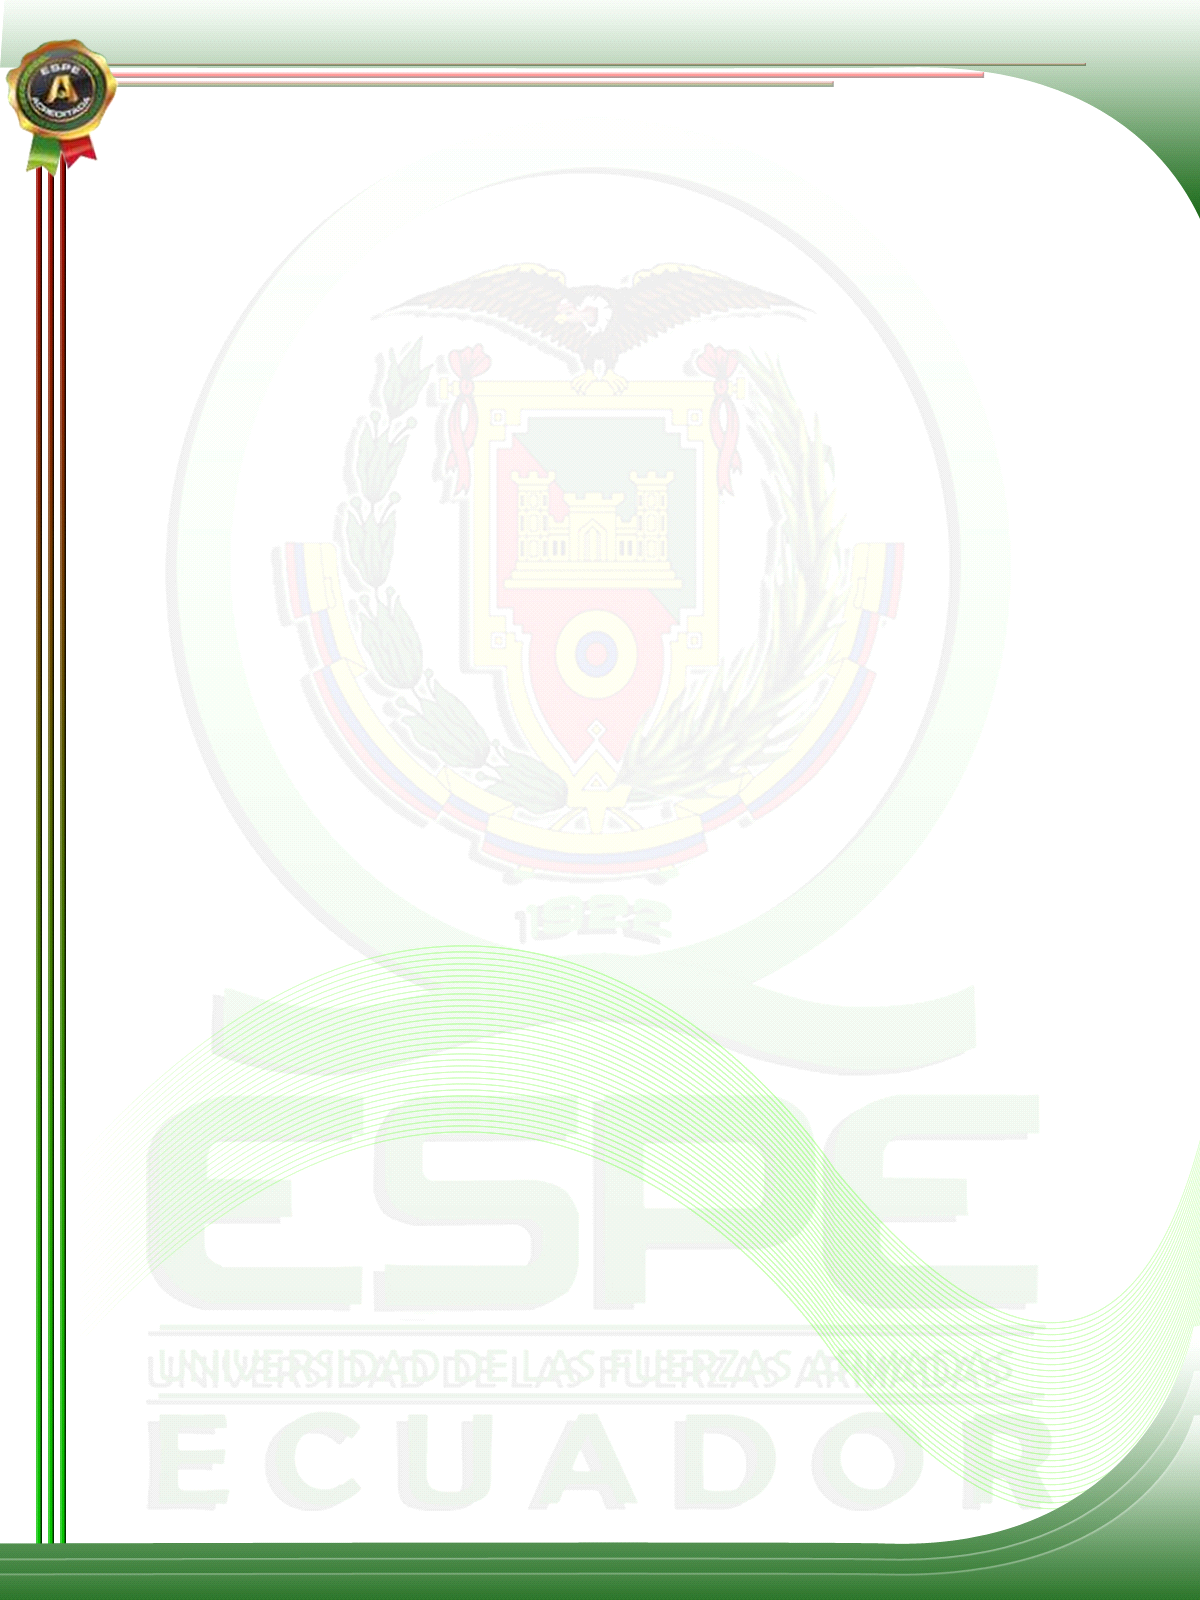 ESPE
A
ACREDITADA
1922
ESPE
UNIVERSIDAD DE LAS FUERZAS ARMADAS
ECUADOR